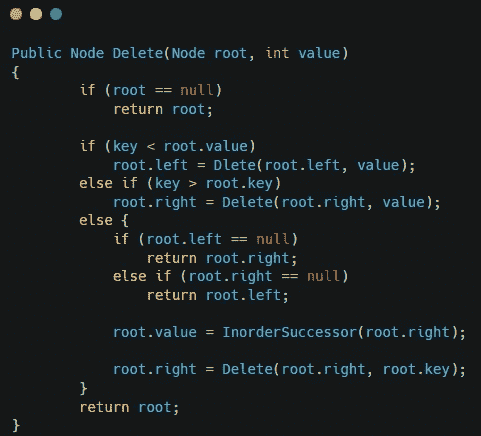 Public Node Delete(Node root, int value)
{
if (root == null)
return root;
if (key < root.value)
root.left = Dlete(root.left, value);
else if (key > root.key)
root.right = Delete(root.right, value);
else {
if (root.left == null)
return root.right;
else if (root.right == null)
return root.left;
root.value = InorderSuccessor(root.right);
root.right = Delete(root.right, root.key);
}
return root;
}